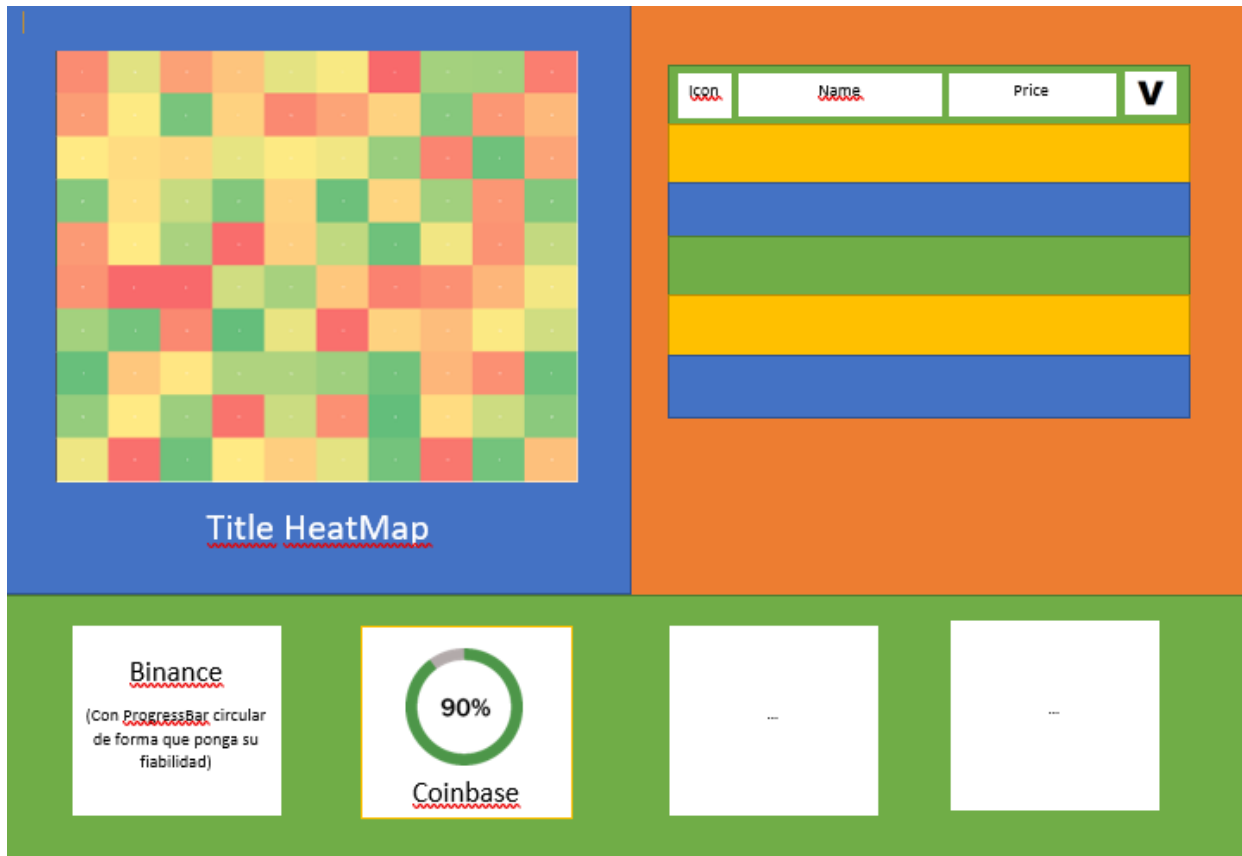 Icon Name Price V
Title HeatMap
Binance
(Con ProgressBar circular
de forma que ponga su
fiabilidad)
90%
Coinbase
...
...